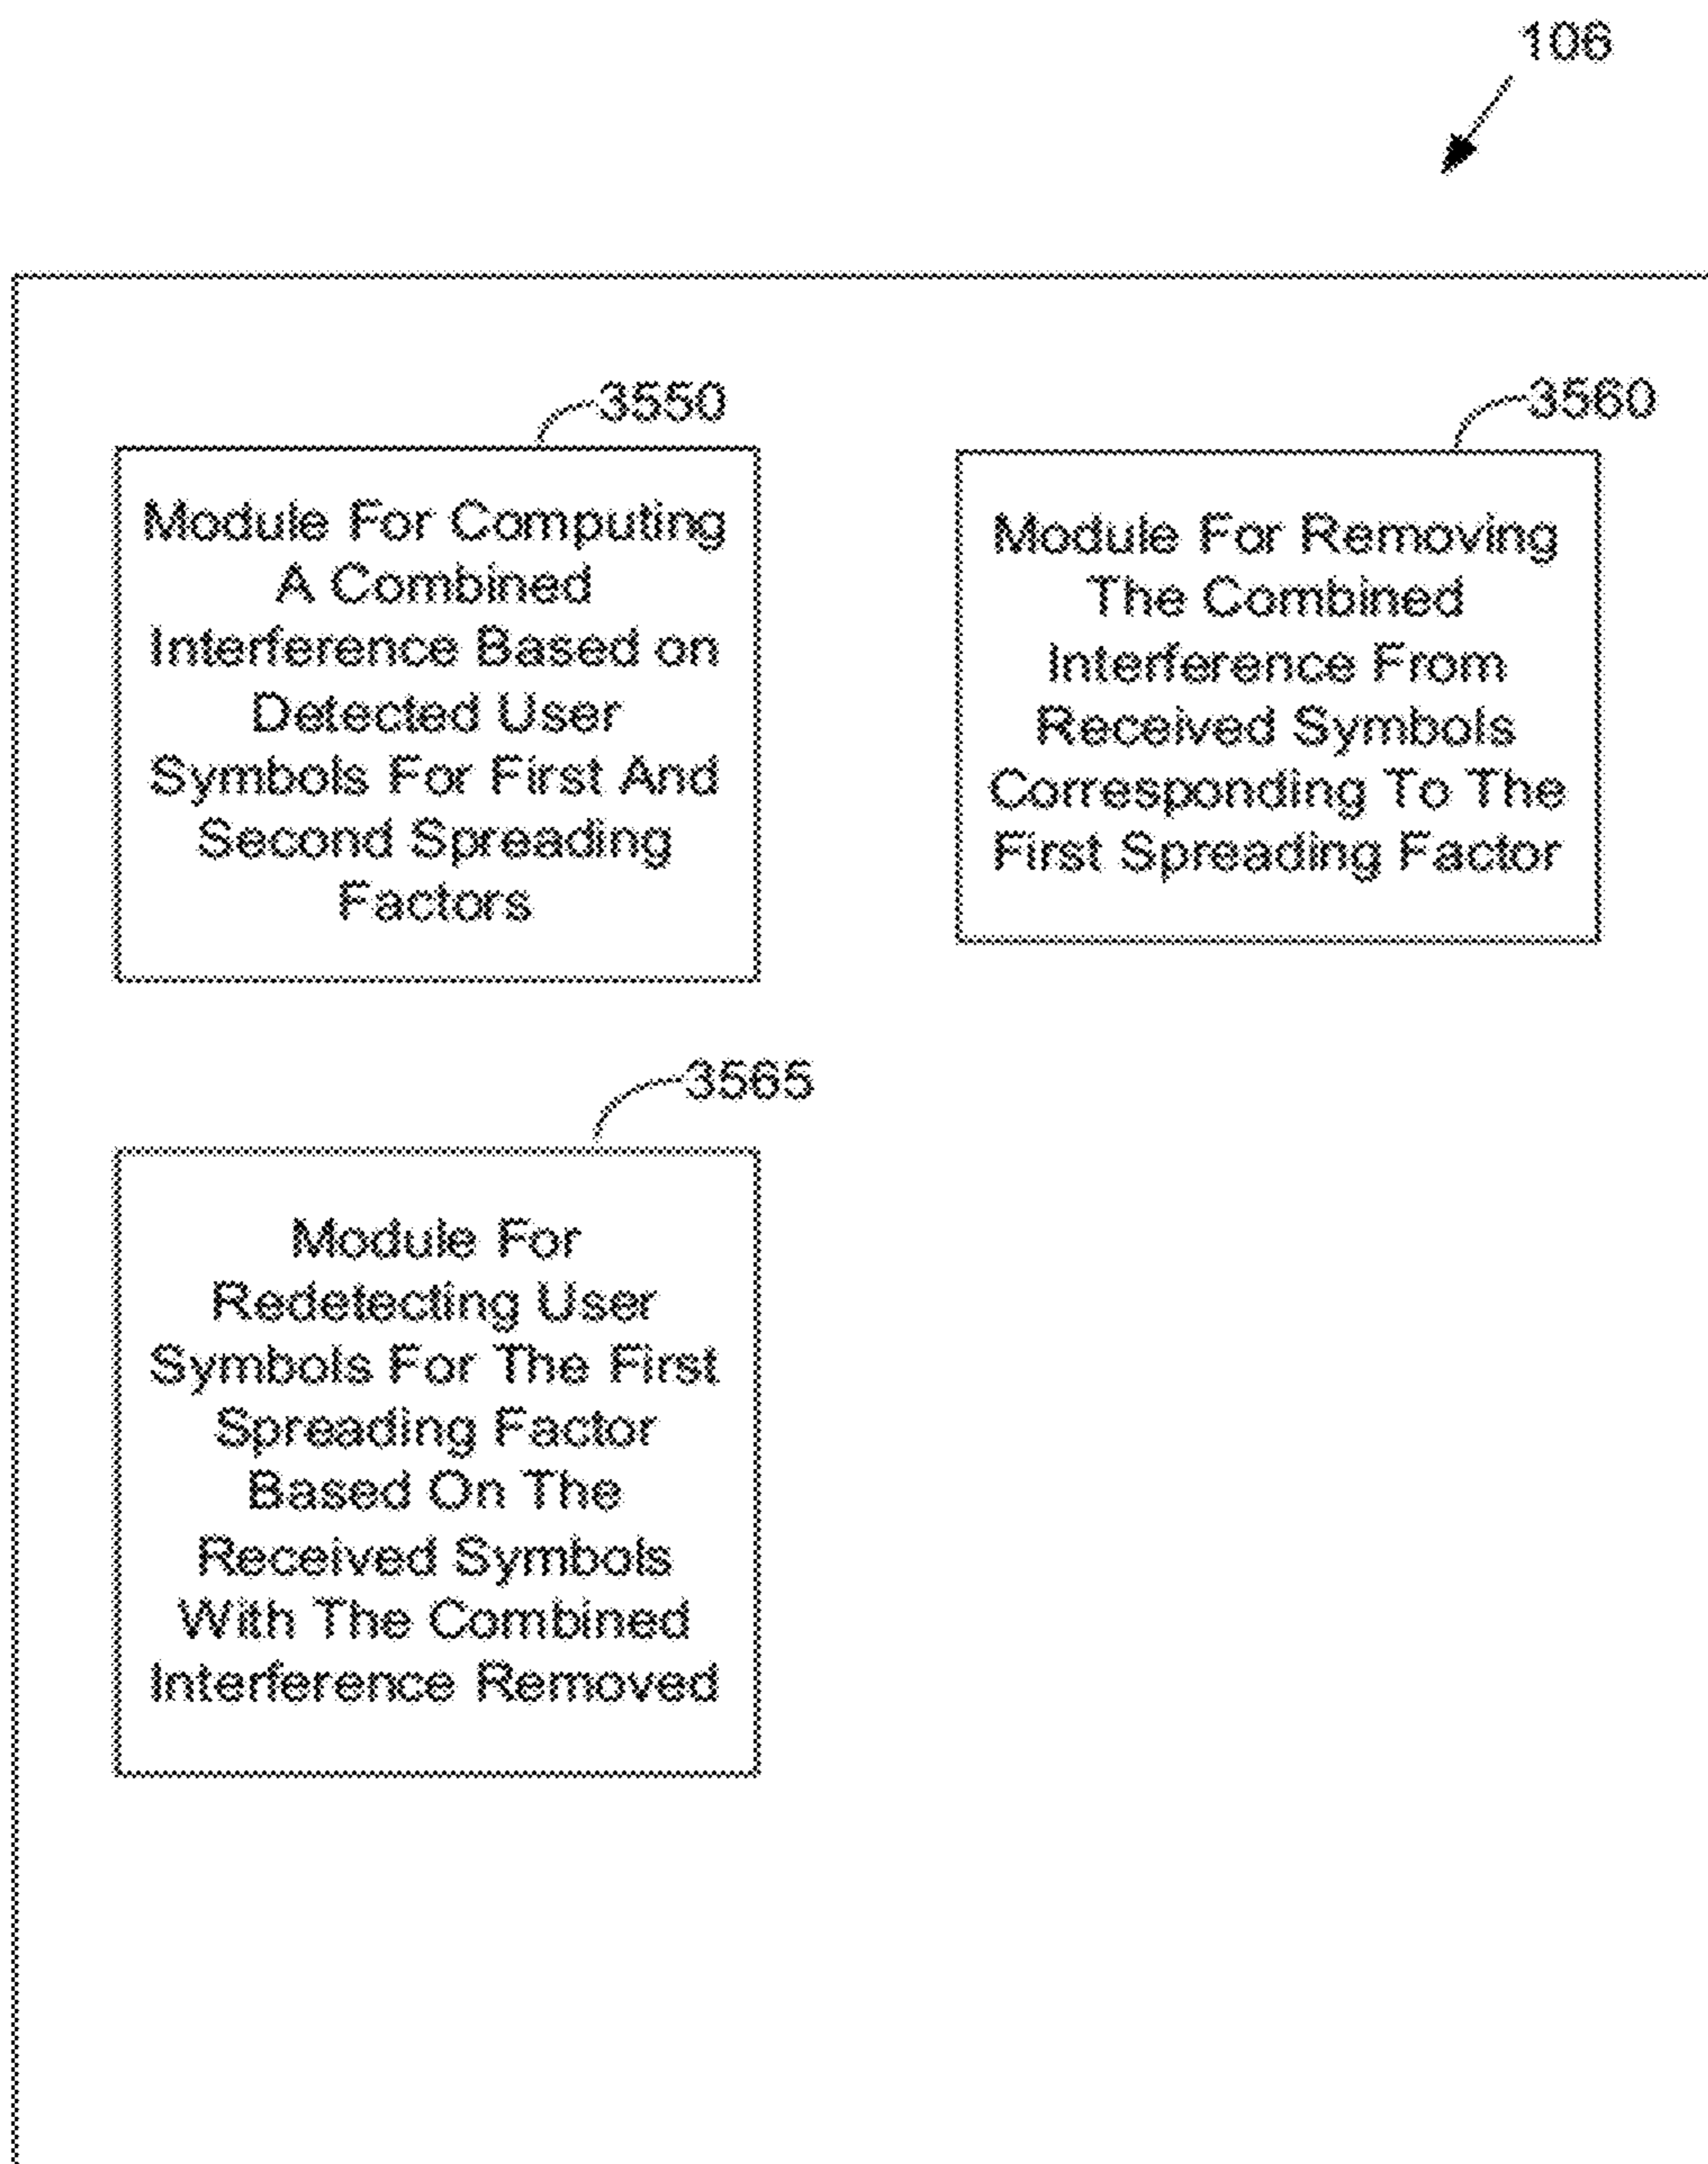 106
3550
Module For Computing
A Combined
Interference Based on
Detected User
Symbols For First And
Second Spreading
Factors
3560
Module For Removing
The Combined
Interference From
Received Symbols
Corresponding To The
First Spreading Factor
3565
Module For
Redetecting User
Symbols For The First
Spreading Factor
Based On The
Received Symbols
With The Combined
Interference Removed